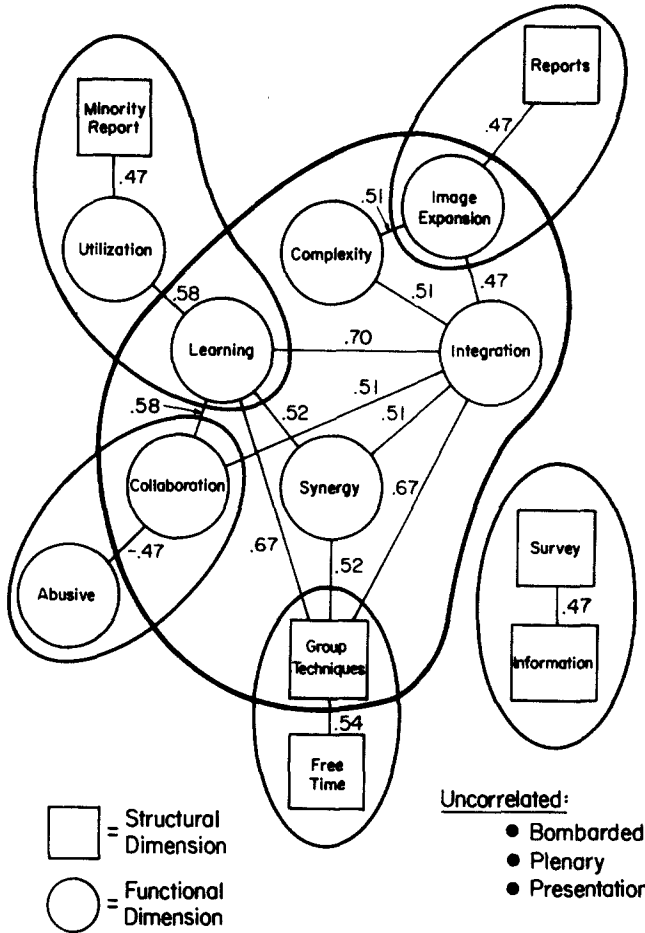 Reports
Minority
Report
.47
.47
Image
Expansion
.51
Utilization
Complexity
.58
.51
.47
Learning
.70
Integration
.51
.58
.52
.51
Collaboration
Synergy
.67
Survey
-.47
.67
.52
Abusive
.47
Group
Techniques
Information
.54
Free
Time
Uncorrelated:
= Structural
Dimension
● Bombarded
● Plenary
= Functional
Dimension
● Presentation